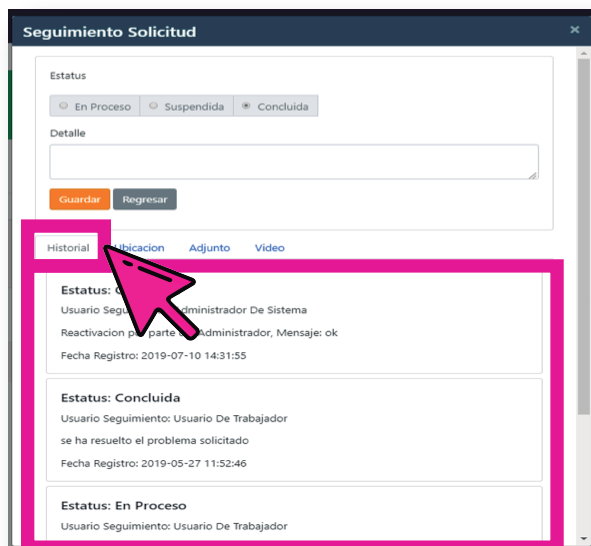 Seguimiento Solicitud
×
Estatus
En Proceso Suspendida Concluida
Detalle
Guardar Regresar
Historial Ubicacion Adjunto Video
Estatus:
Usuario Administrador De Sistema
Reactivacion parte Administrador, Mensaje: ok
Fecha Registro: 2019-07-10 14:31:55
Estatus: Concluida
Usuario Seguimiento: Usuario De Trabajador
se ha resuelto el problema solicitado
Fecha Registro: 2019-05-27 11:52:46
Estatus: En Proceso
Usuario Seguimiento: Usuario De Trabajador